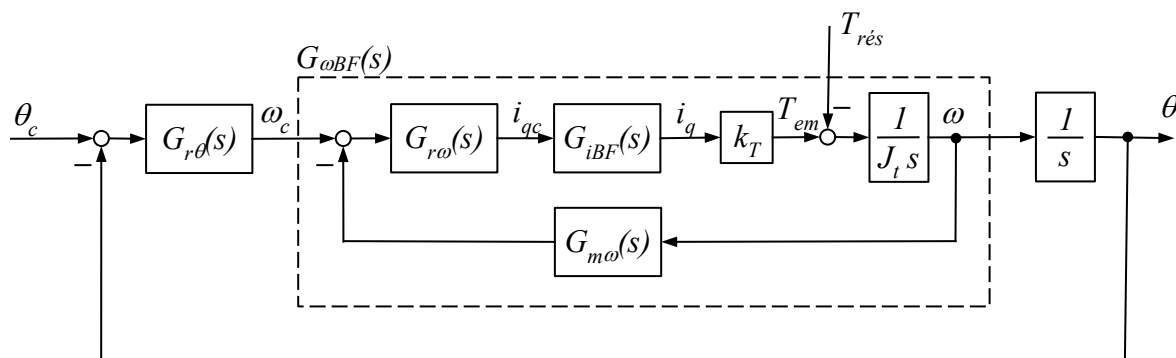 T_rés
G_ωBF(s)
θ_c
G_rθ(s)
ω_c
G_rω(s)
i_qc
G_iBF(s)
i_q
k_T
T_em
−
1
J_t s
ω
1
s
θ
−
−
G_mω(s)